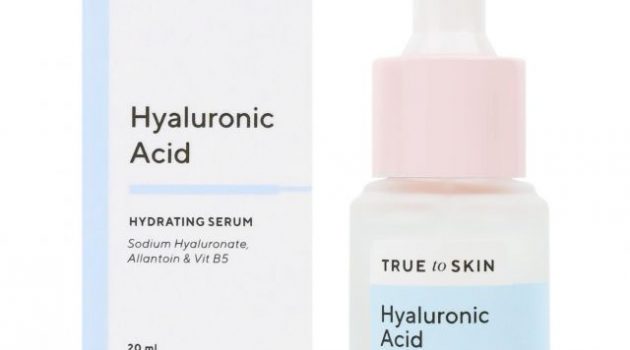 Hyaluronic
Acid
HYDRATING SERUM
Sodium Hyaluronate,
Allantoin & Vit B5
20 ml
TRUE to SKIN
Hyaluronic
Acid